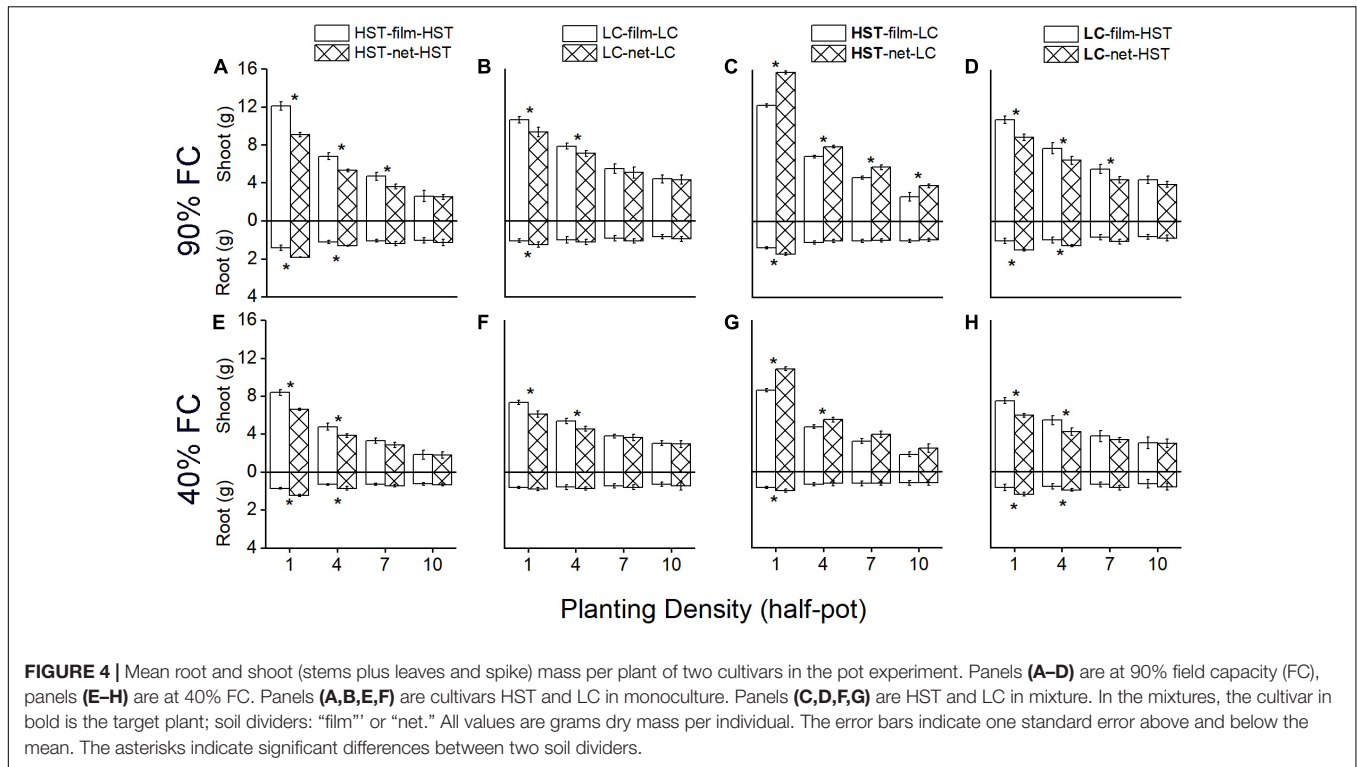 HST-film-HST
HST-net-HST
LC-film-LC
LC-net-LC
HST-film-LC
HST-net-LC
LC-film-HST
LC-net-HST
A
B
C
D
16
12
8
4
0
2
4
Shoot (g)
Root (g)
90% FC
* * * * *
* * * *
* * * * *
* * * * *
E
F
G
H
16
12
8
4
0
2
4
Shoot (g)
Root (g)
40% FC
* * * *
* *
* * *
* * * *
1 4 7 10
1 4 7 10
1 4 7 10
1 4 7 10
Planting Density (half-pot)
FIGURE 4 | Mean root and shoot (stems plus leaves and spike) mass per plant of two cultivars in the pot experiment. Panels (A–D) are at 90% field capacity (FC),
panels (E–H) are at 40% FC. Panels (A,B,E,F) are cultivars HST and LC in monoculture. Panels (C,D,F,G) are HST and LC in mixture. In the mixtures, the cultivar in
bold is the target plant; soil dividers: “film”’ or “net.” All values are grams dry mass per individual. The error bars indicate one standard error above and below the
mean. The asterisks indicate significant differences between two soil dividers.